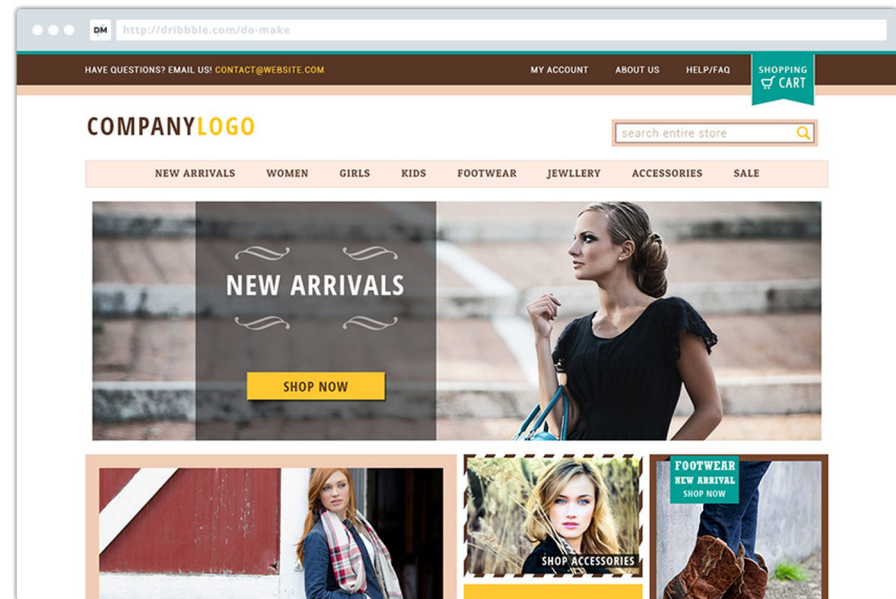 DM http://dribbble.com/do-make
HAVE QUESTIONS? EMAIL US! CONTACT@WEBSITE.COM MY ACCOUNT ABOUT US HELP/FAQ SHOPPING
CART
COMPANYLOGO
search entire store
NEW ARRIVALS WOMEN GIRLS KIDS FOOTWEAR JEWLLERY ACCESSORIES SALE
NEW ARRIVALS
SHOP NOW
SHOP ACCESSORIES
FOOTWEAR
NEW ARRIVAL
SHOP NOW